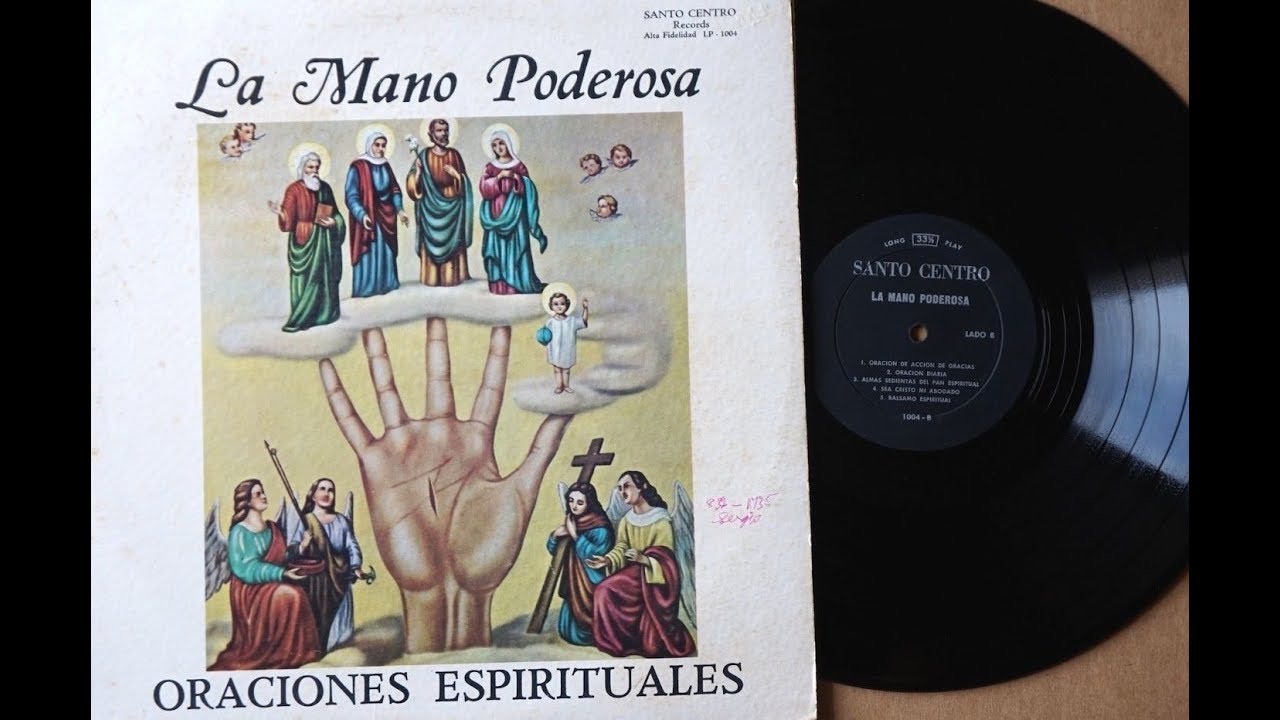 SANTO CENTRO
Records
Alta Fidelidad LP - 1004
La Mano Poderosa
ORACIONES ESPIRITUALES
Sergio
LONG 33⅓ PLAY
SANTO CENTRO
LA MANO PODEROSA
LADO B
1. ORACION DE ACCION DE GRACIAS
2. ORACION DIARIA
3. ALMAS SEDIENTAS DEL PAN ESPIRITUAL
4. SEA CRISTO MI ABOGADO
5. BALSAMO ESPIRITUAL
1004 - B